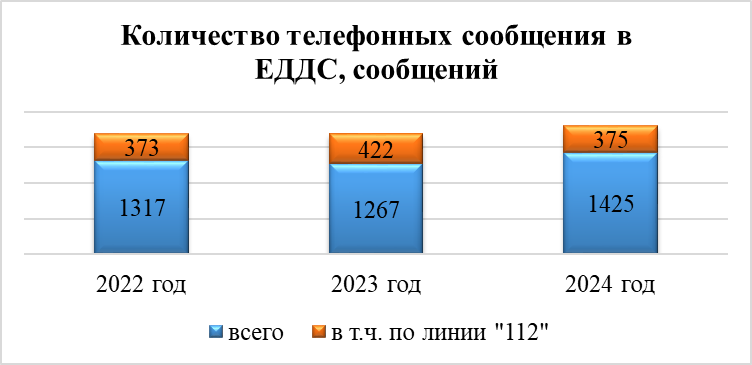 Количество телефонных сообщения в
ЕДДС, сообщений
373
422
375
1317
1267
1425
2022 год
2023 год
2024 год
всего
в т.ч. по линии "112"